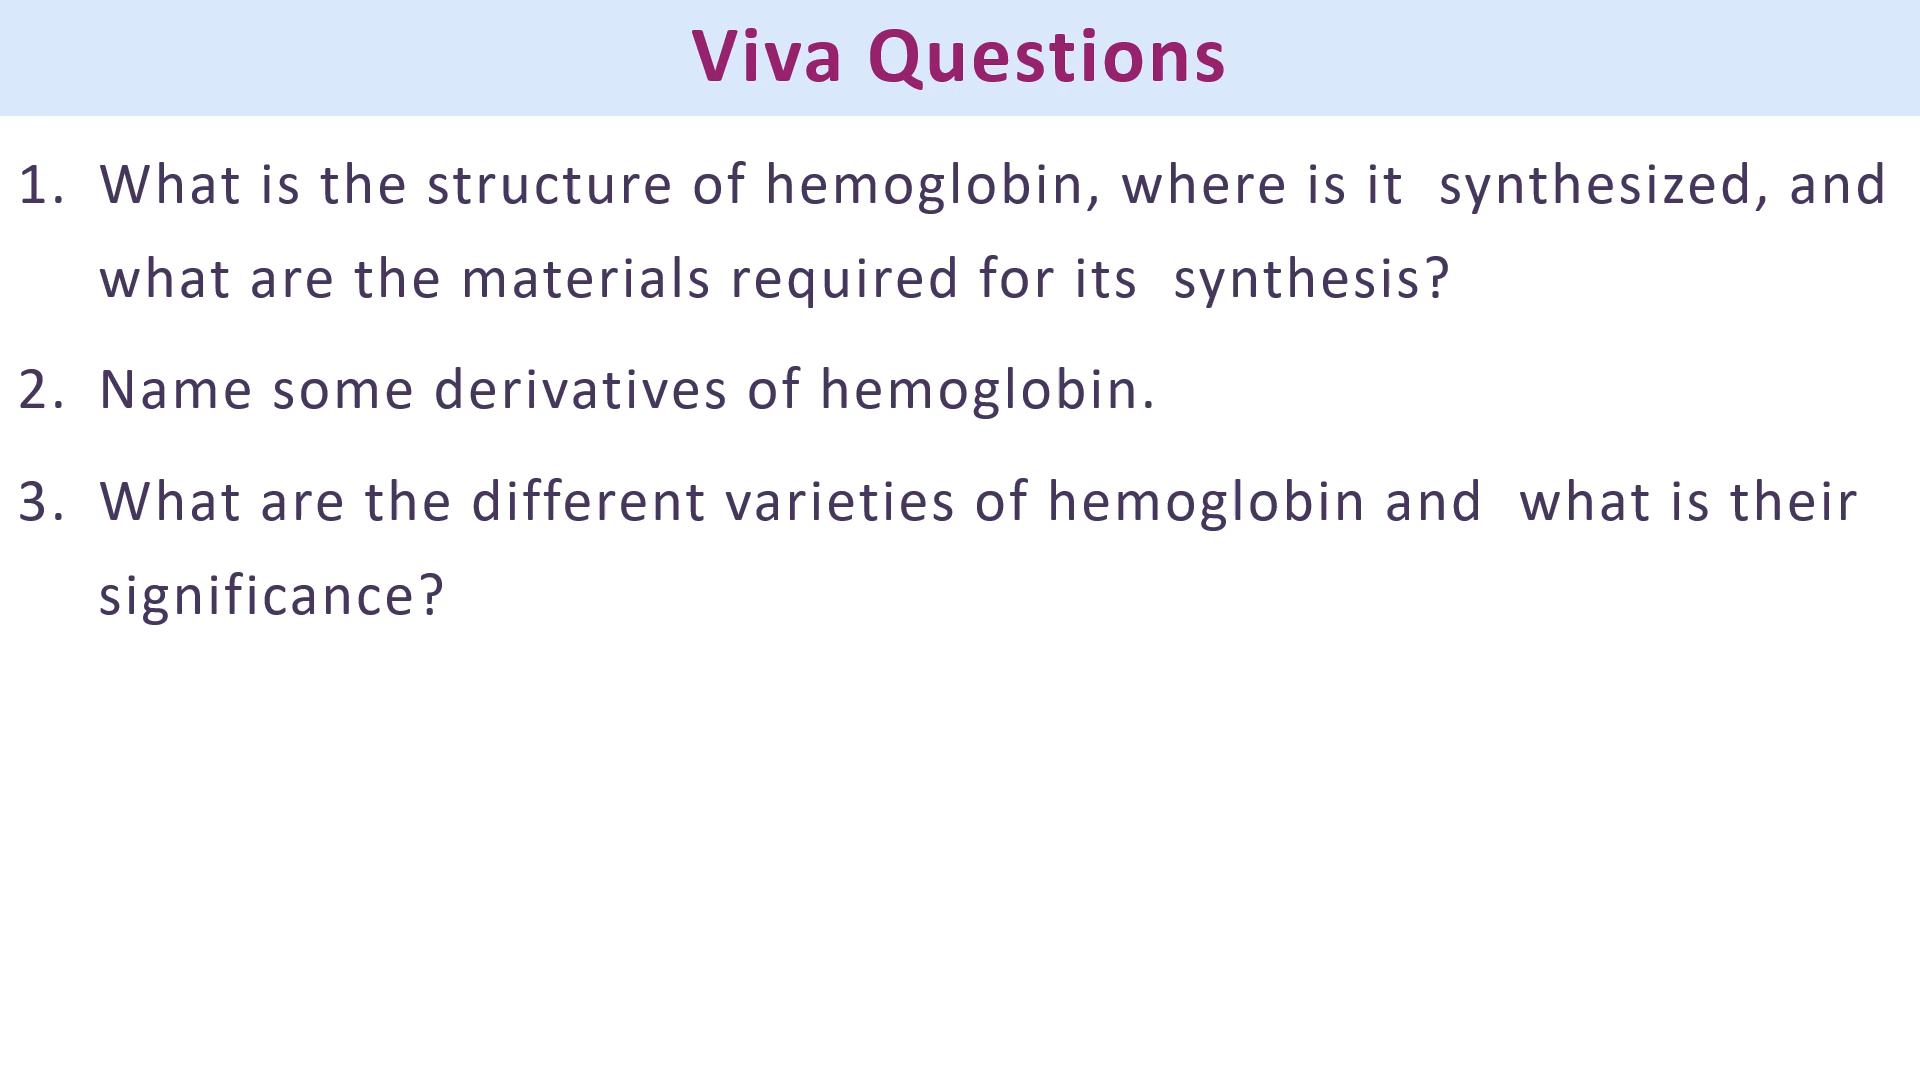 Viva Questions
1. What is the structure of hemoglobin, where is it synthesized, and
what are the materials required for its synthesis?
2. Name some derivatives of hemoglobin.
3. What are the different varieties of hemoglobin and what is their
significance?